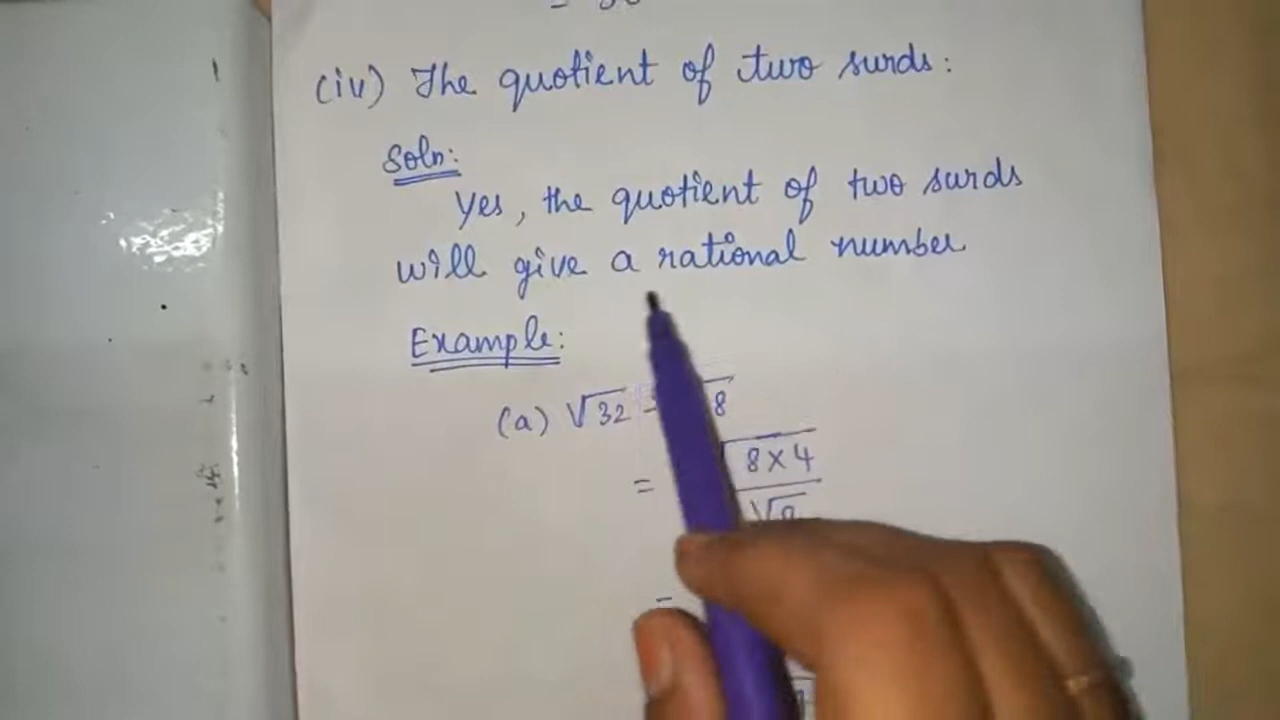 (iv) The quotient of two surds:
Soln:
Yes, the quotient of two surds
will give a rational number
Example:
(a) √32 8
= 8 × 4
=